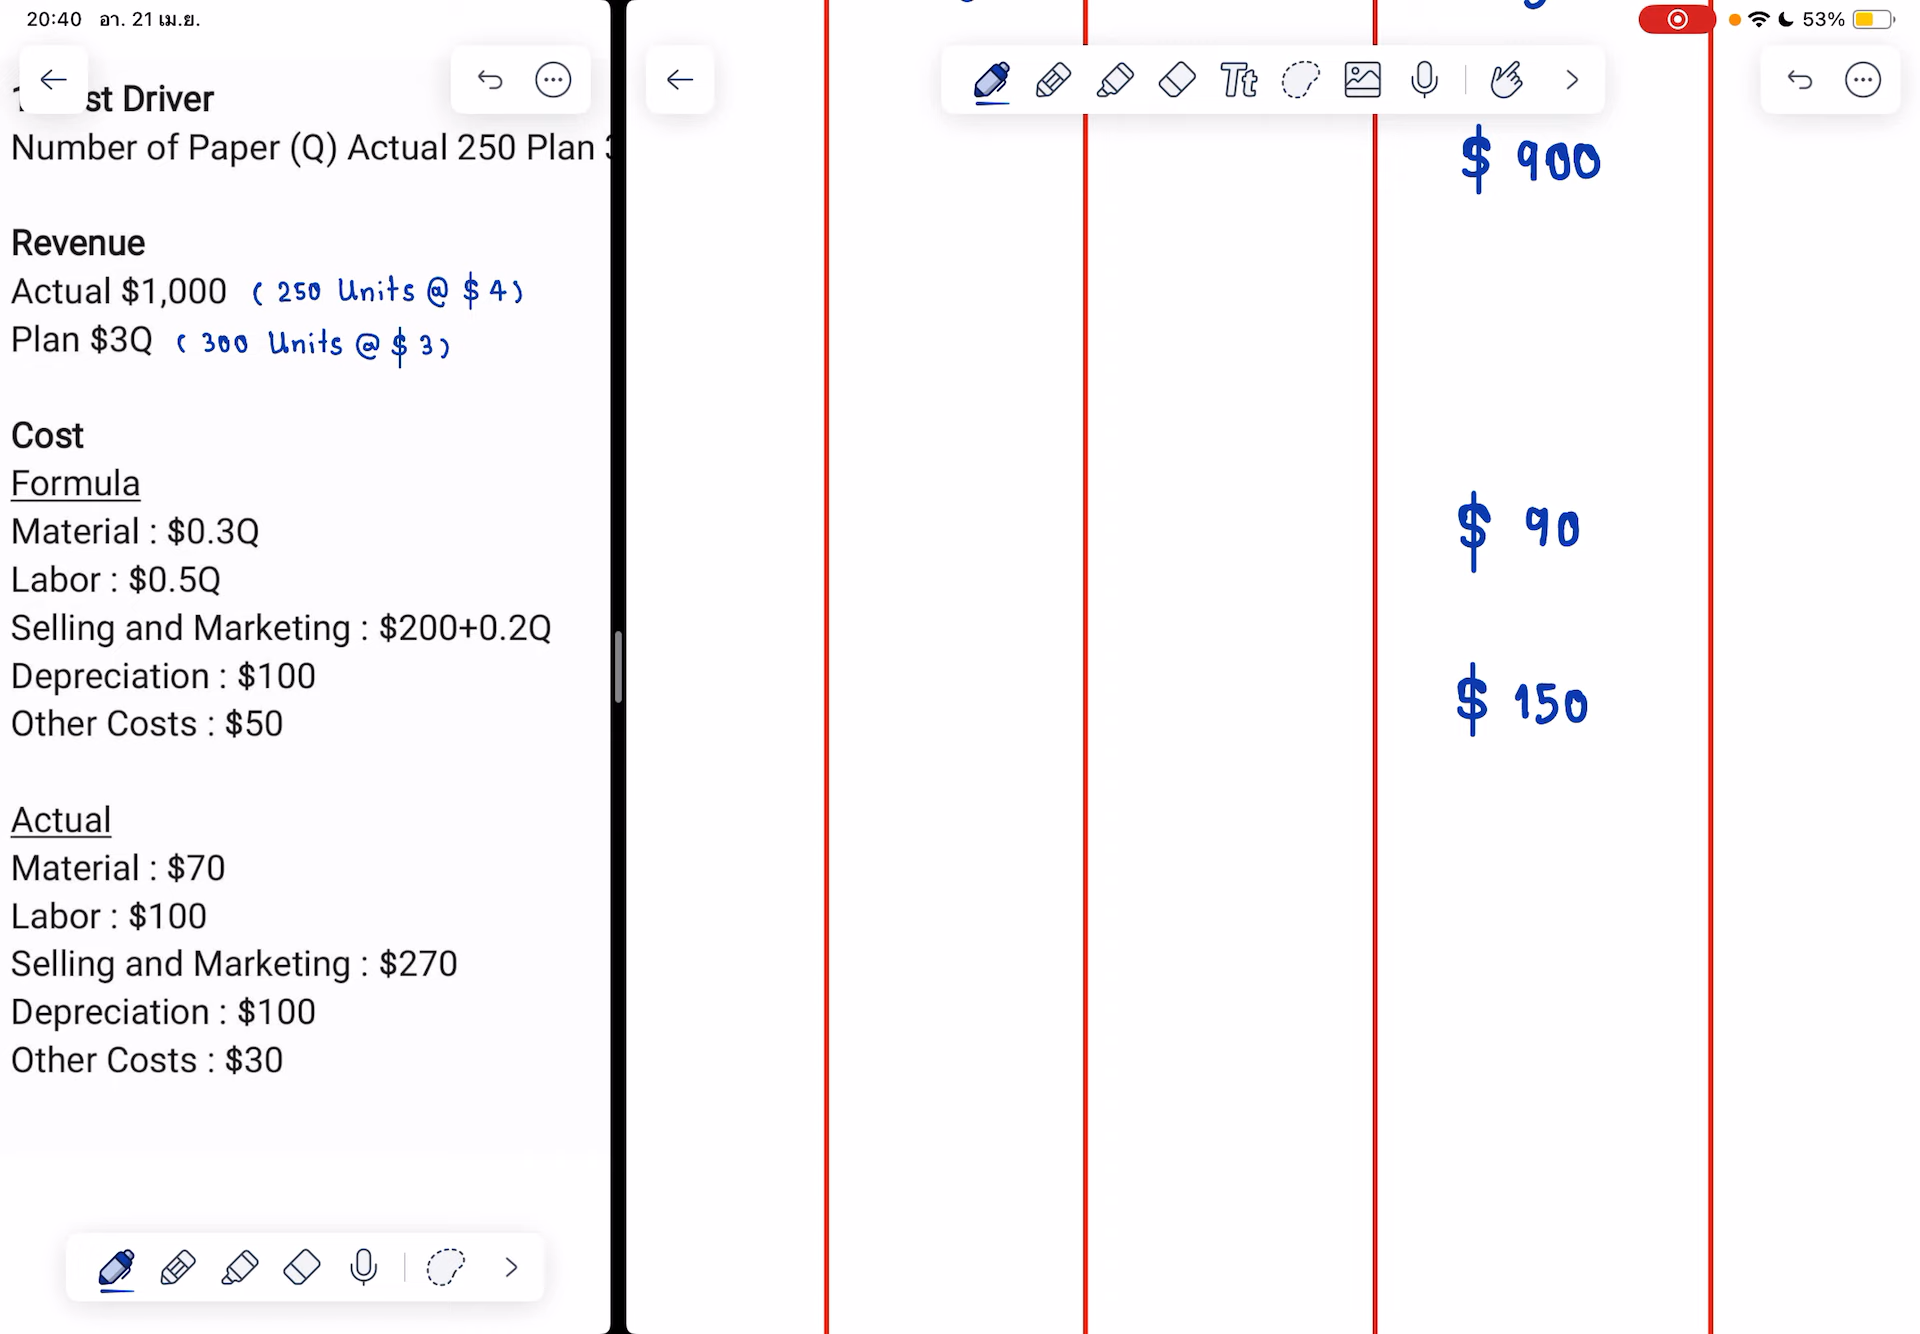 20:40 อา. 21 เม.ย.
53%
st Driver
Number of Paper (Q) Actual 250 Plan
Revenue
Actual $1,000 ( 250 Units @ $ 4 )
Plan $3Q ( 300 Units @ $ 3 )
Cost
Formula
Material : $0.3Q
Labor : $0.5Q
Selling and Marketing : $200+0.2Q
Depreciation : $100
Other Costs : $50
Actual
Material : $70
Labor : $100
Selling and Marketing : $270
Depreciation : $100
Other Costs : $30
Tt
$ 900
$ 90
$ 150